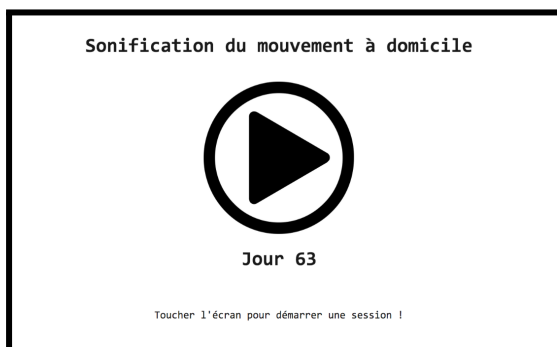 Sonification du mouvement à domicile
Jour 63
Toucher l'écran pour démarrer une session !